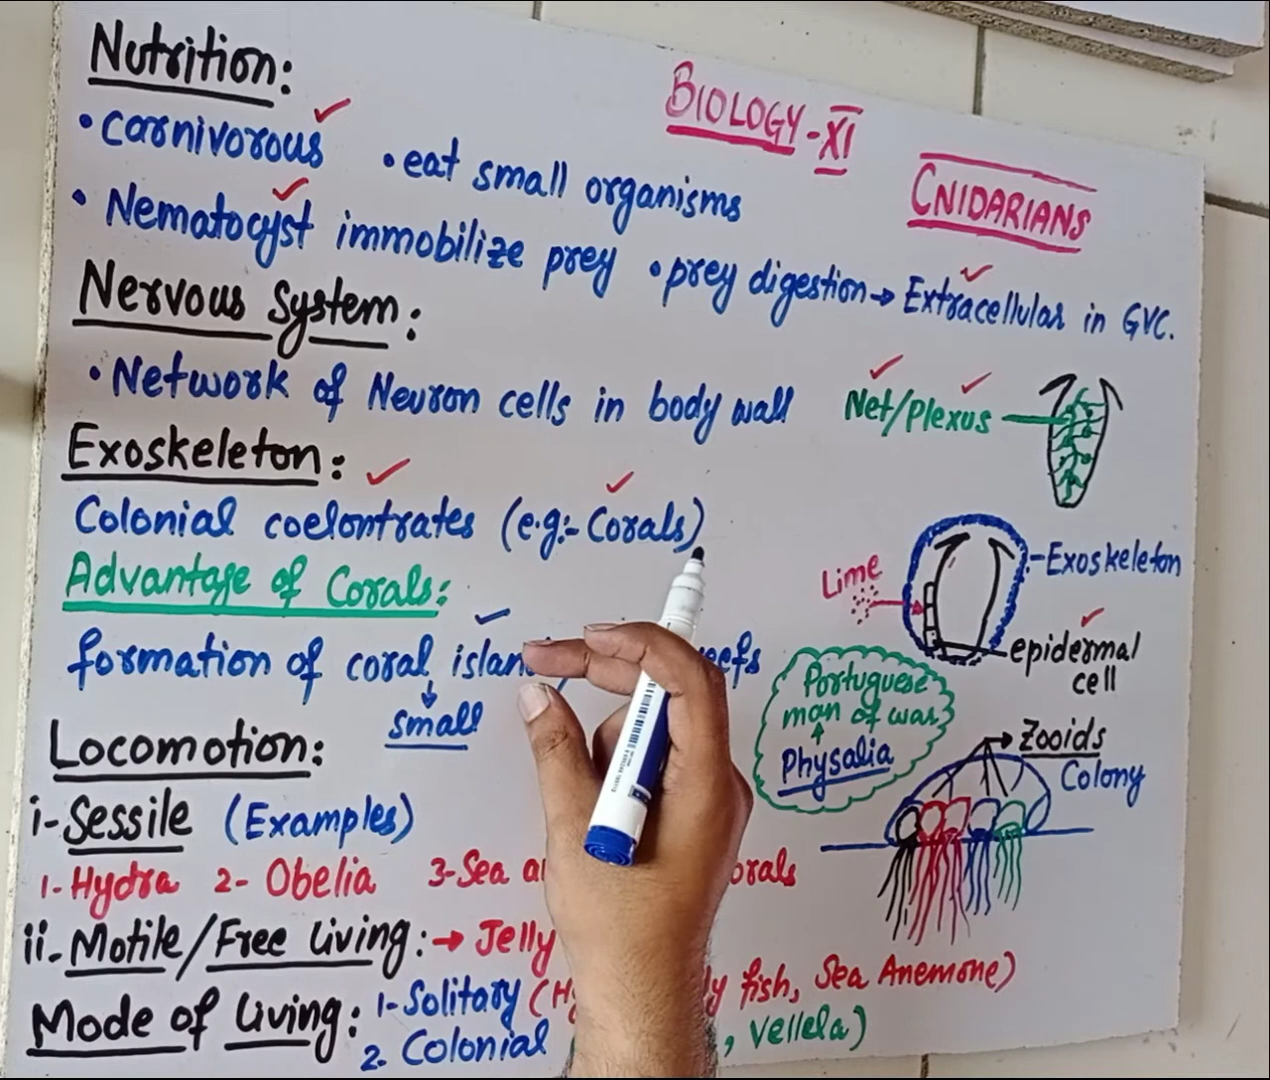 Nutrition:
BIOLOGY-XI
CNIDARIANS
• Carnivorous • eat small organisms
• Nematocyst immobilize prey • prey digestion → Extracellular in GVC.
Nervous System:
• Network of Neuron cells in body wall Net/Plexus
Exoskeleton:
Colonial coelontrates (e.g:- Corals)
Exoskeleton
Lime
epidermal
cell
Advantage of Corals:
formation of coral
small
Portuguese
man of war
Physalia
Zooids
Colony
Locomotion:
i- Sessile (Examples)
1- Hydra 2- Obelia 3- Sea
ii. Motile/Free Living: → Jelly
Mode of Living: 1- Solitary fish, Sea Anemone)
2. Colonial , Vellela)